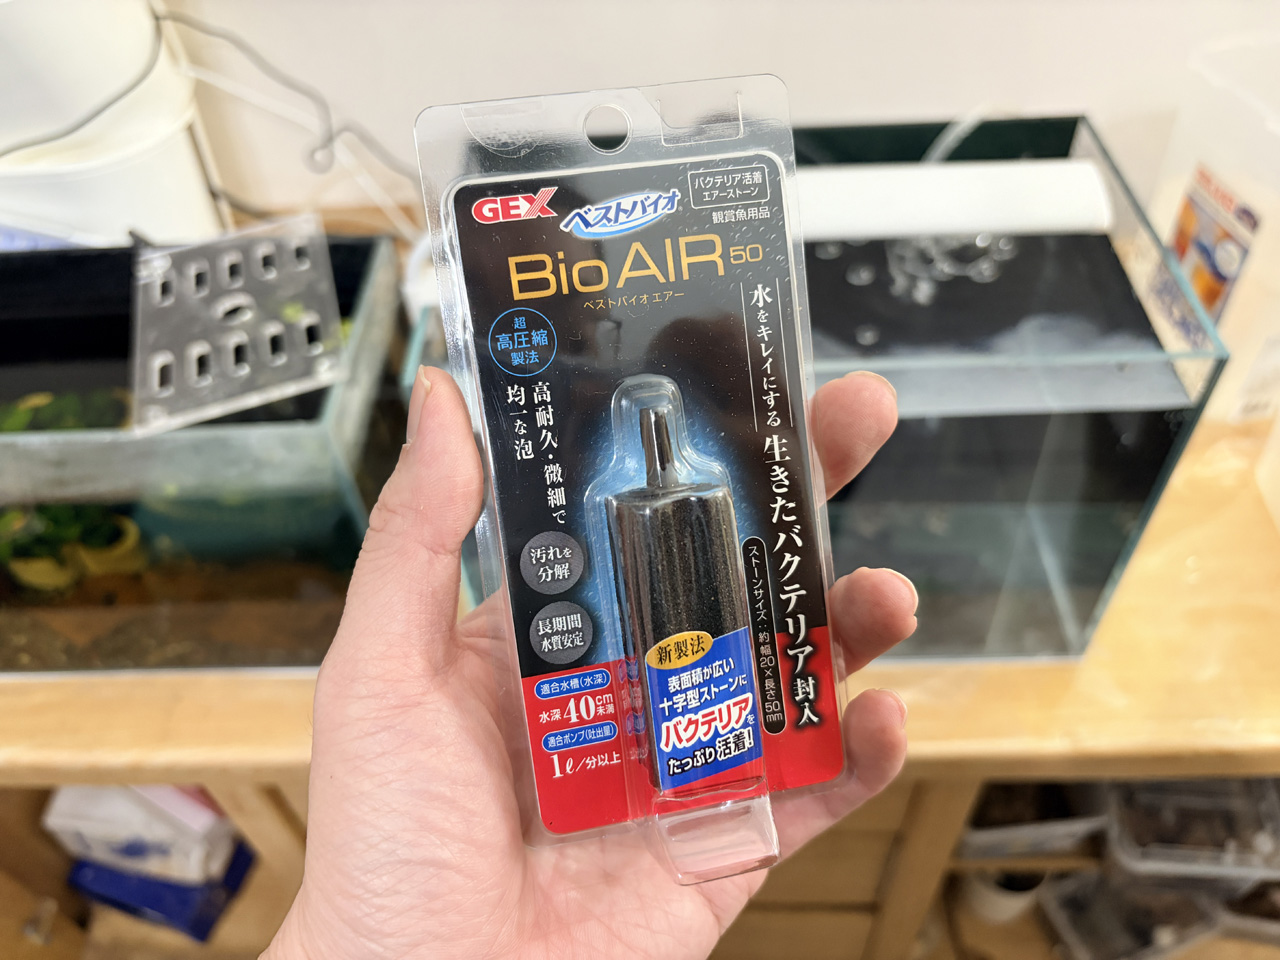 GEX
ベストバイオ
バクテリア活着
エアーストーン
観賞魚用品
Bio AIR 50
ベストバイオエアー
超
高圧縮
製法
水をキレイにする
生きたバクテリア封入
高耐久・微細で
均一な泡
汚れを
分解
長期間
水質安定
ストーンサイズ:約幅20×長さ50mm
新製法
表面積が広い
十字型ストーンに
バクテリアを
たっぷり活着!
適合水槽(水深)
水深40cm未満
適合ポンプ(吐出量)
1ℓ/分以上